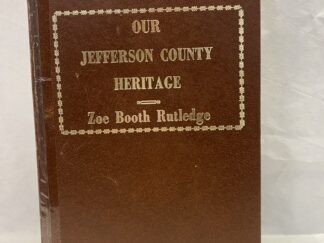 OUR
JEFFERSON COUNTY
HERITAGE
Zoe Booth Rutledge